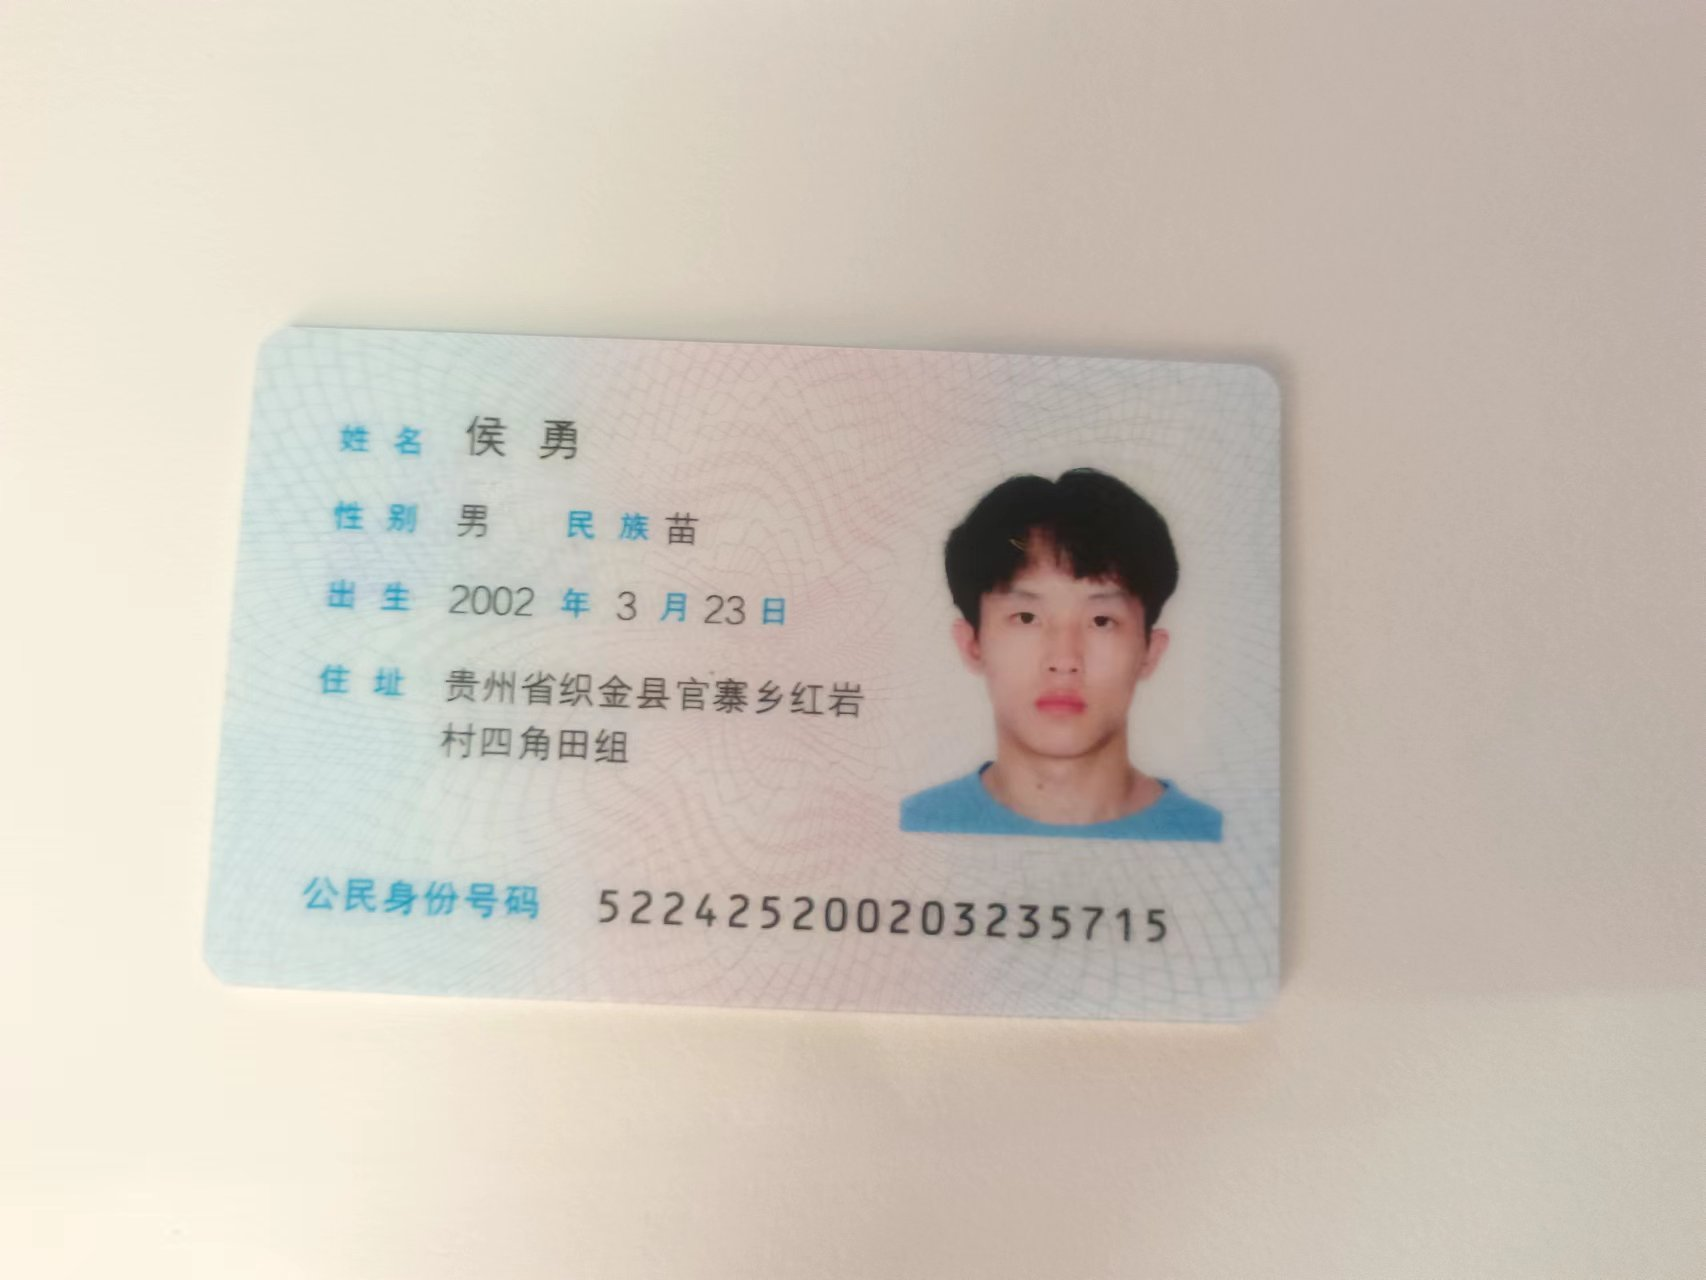 姓名 侯勇
性别 男 民族 苗
出生 2002 年 3 月 23 日
住址 贵州省织金县官寨乡红岩
村四角田组
公民身份号码 522425200203235715